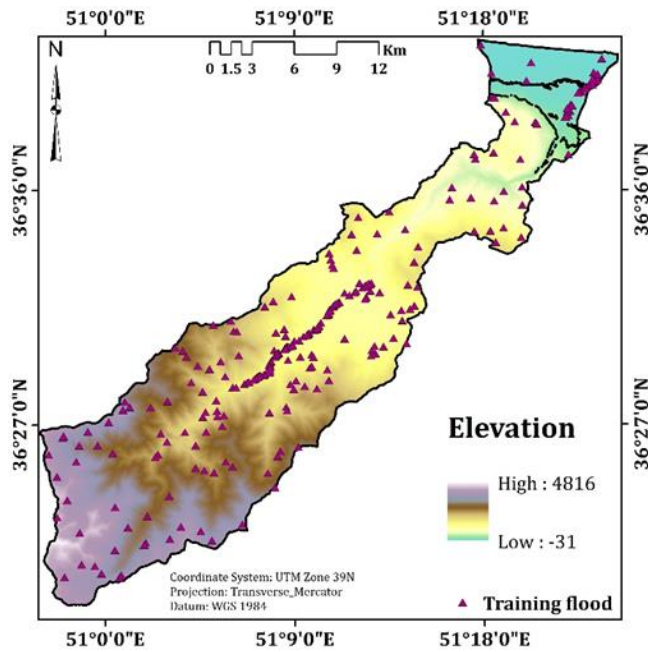 51°0'0"E 51°9'0"E 51°18'0"E
N
Km
0 1.5 3 6 9 12
36°36'0"N 36°36'0"N
36°27'0"N 36°27'0"N
Elevation
High : 4816
Low : -31
Training flood
Coordinate System: UTM Zone 39N
Projection: Transverse_Mercator
Datum: WGS 1984
51°0'0"E 51°9'0"E 51°18'0"E